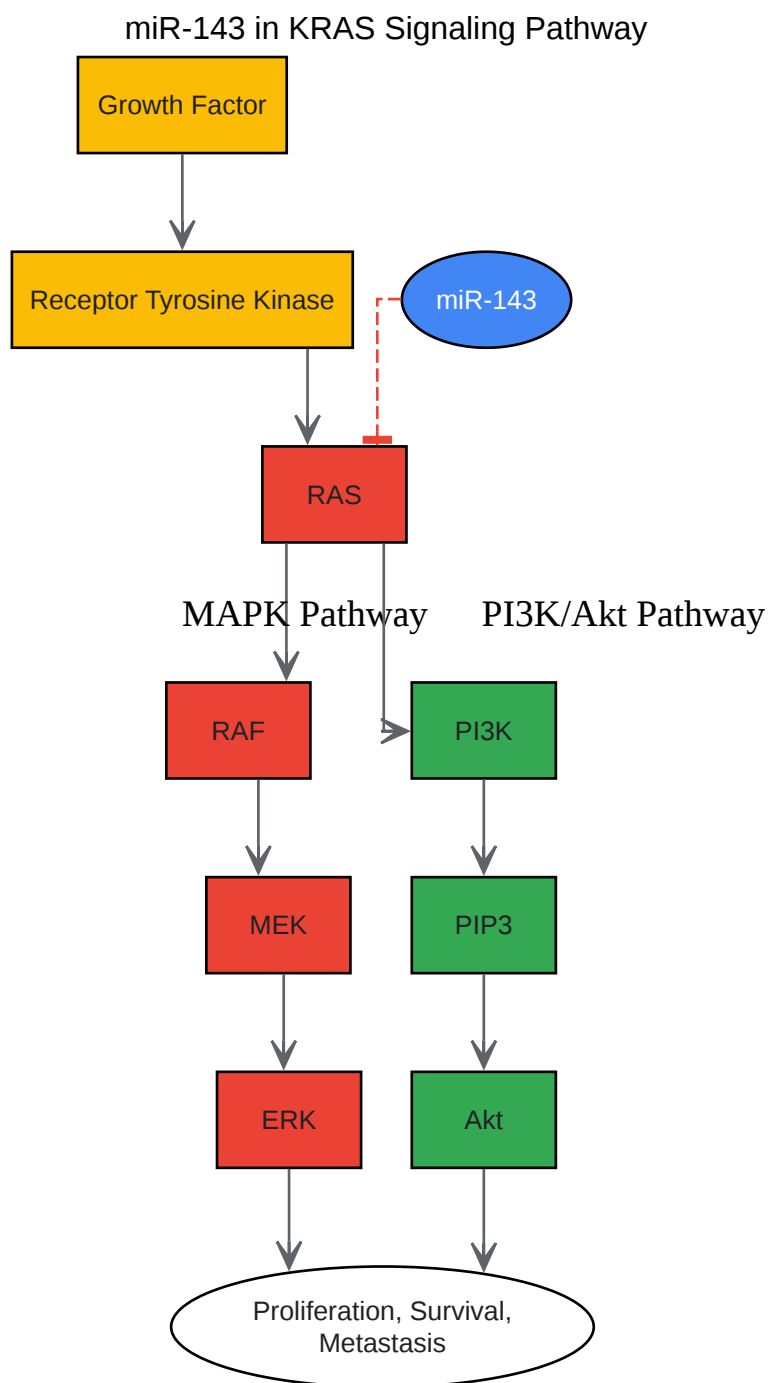 miR-143 in KRAS Signaling Pathway
Growth Factor
Receptor Tyrosine Kinase
miR-143
RAS
MAPK Pathway
PI3K/Akt Pathway
RAF
PI3K
MEK
PIP3
ERK
Akt
Proliferation, Survival,
Metastasis